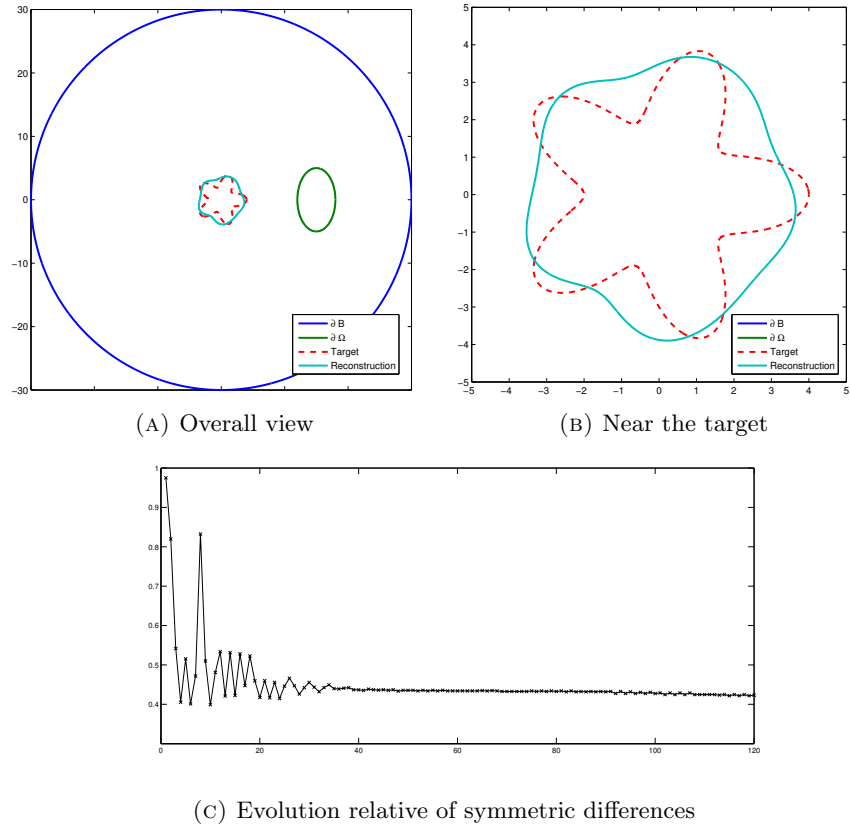 30
20
10
0
−10
−20
−30
∂ B
∂ Ω
Target
Reconstruction
(A) Overall view
5
4
3
2
1
0
−1
−2
−3
−4
−5
−5 −4 −3 −2 −1 0 1 2 3 4 5
∂ B
∂ Ω
Target
Reconstruction
(B) Near the target
1
0.9
0.8
0.7
0.6
0.5
0.4
0 20 40 60 80 100 120
(C) Evolution relative of symmetric differences